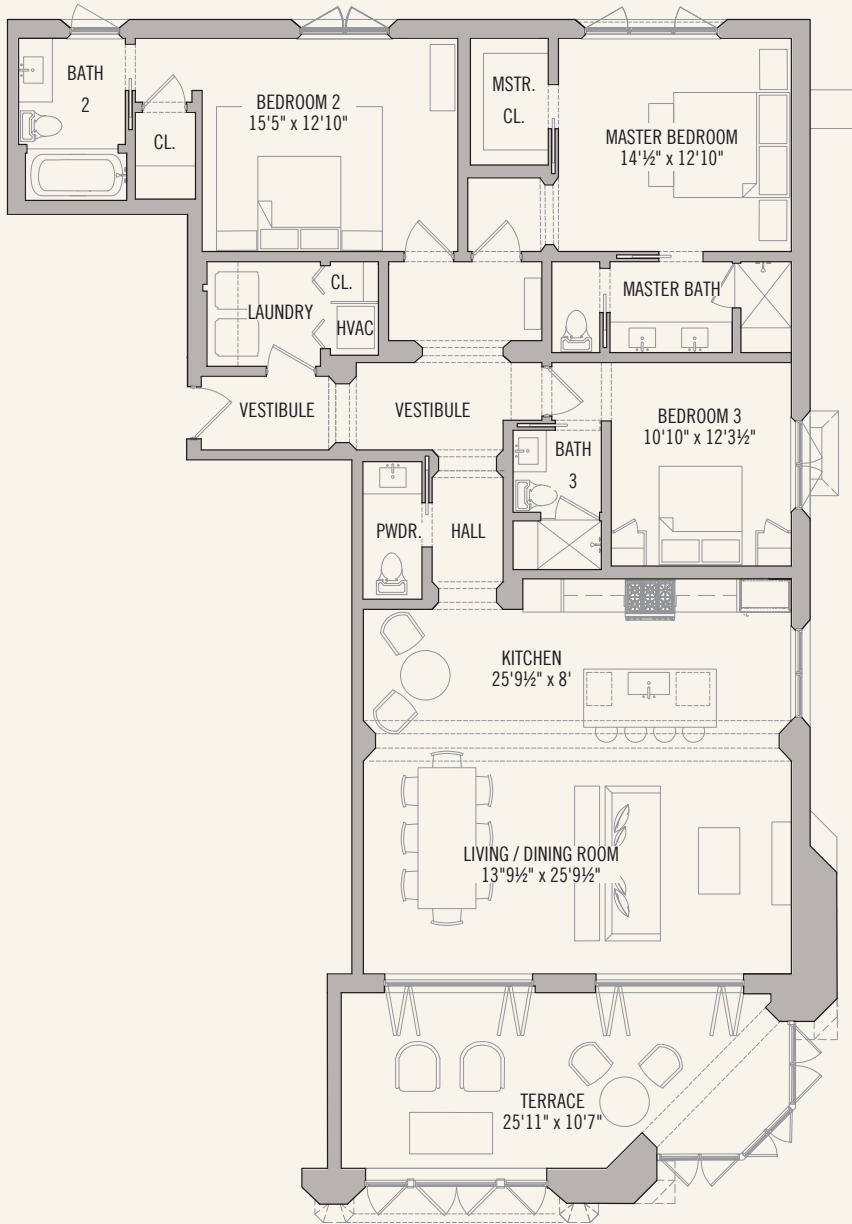 BATH
2
CL.
BEDROOM 2
15'5" x 12'10"
MSTR.
CL.
MASTER BEDROOM
14'½" x 12'10"
LAUNDRY
CL.
HVAC
MASTER BATH
VESTIBULE
VESTIBULE
BEDROOM 3
10'10" x 12'3½"
BATH
3
PWDR.
HALL
KITCHEN
25'9½" x 8'
LIVING / DINING ROOM
13"9½" x 25'9½"
TERRACE
25'11" x 10'7"